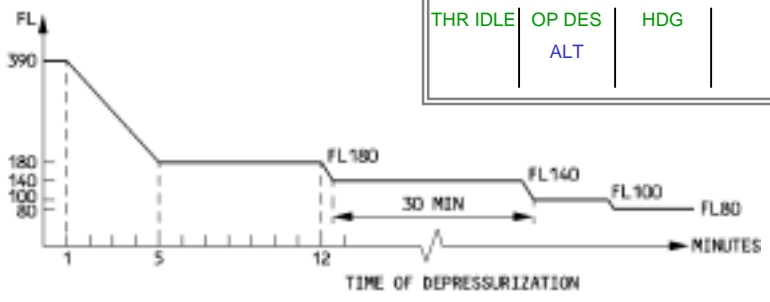 FL
THR IDLE OP DES HDG
ALT
390
180 FL180
140 FL140
100 FL100
80 30 MIN FL80
MINUTES
1 5 12
TIME OF DEPRESSURIZATION